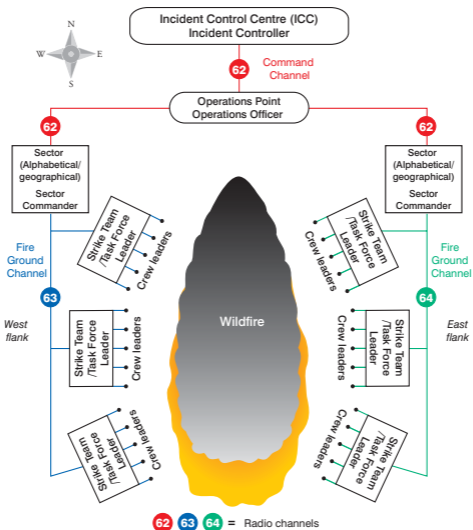 N
W
E
S
Incident Control Centre (ICC)
Incident Controller
62
Command
Channel
Operations Point
Operations Officer
62
62
Sector
(Alphabetical/
geographical)
Sector
Commander
Sector
(Alphabetical/
geographical)
Sector
Commander
Strike Team
/Task Force
Leader
Crew leaders
Strike Team
/Task Force
Leader
Crew leaders
Fire
Ground
Channel
63
Fire
Ground
Channel
64
West
flank
East
flank
Wildfire
Strike Team
/Task Force
Leader
Crew leaders
Strike Team
/Task Force
Leader
Crew leaders
Strike Team
/Task Force
Leader
Crew leaders
Strike Team
/Task Force
Leader
Crew leaders
62 63 64 = Radio channels